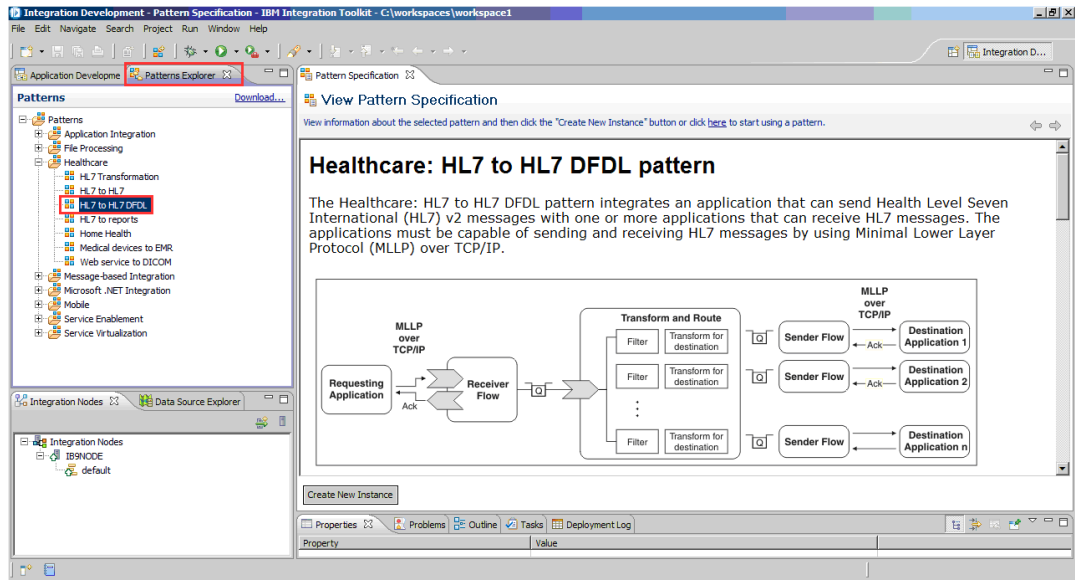 Integration Development - Pattern Specification - IBM Integration Toolkit - C:\workspaces\workspace1
File Edit Navigate Search Project Run Window Help
Integration D...
Application Developme
Patterns Explorer
Patterns
Download...
Patterns
Application Integration
File Processing
Healthcare
HL7 Transformation
HL7 to HL7
HL7 to HL7 DFDL
HL7 to reports
Home Health
Medical devices to EMR
Web service to DICOM
Message-based Integration
Microsoft .NET Integration
Mobile
Service Enablement
Service Virtualization
Integration Nodes
Data Source Explorer
Integration Nodes
IB9NODE
default
Pattern Specification
View Pattern Specification
View information about the selected pattern and then click the "Create New Instance" button or click here to start using a pattern.
Healthcare: HL7 to HL7 DFDL pattern
The Healthcare: HL7 to HL7 DFDL pattern integrates an application that can send Health Level Seven
International (HL7) v2 messages with one or more applications that can receive HL7 messages. The
applications must be capable of sending and receiving HL7 messages by using Minimal Lower Layer
Protocol (MLLP) over TCP/IP.
MLLP
over
TCP/IP
Requesting
Application
Ack
Receiver
Flow
Q
Transform and Route
Filter
Transform for
destination
Filter
Transform for
destination
Filter
Transform for
destination
MLLP
over
TCP/IP
Q
Sender Flow
Ack
Destination
Application 1
Q
Sender Flow
Ack
Destination
Application 2
Q
Sender Flow
Destination
Application n
Create New Instance
Properties
Problems
Outline
Tasks
Deployment Log
Property
Value